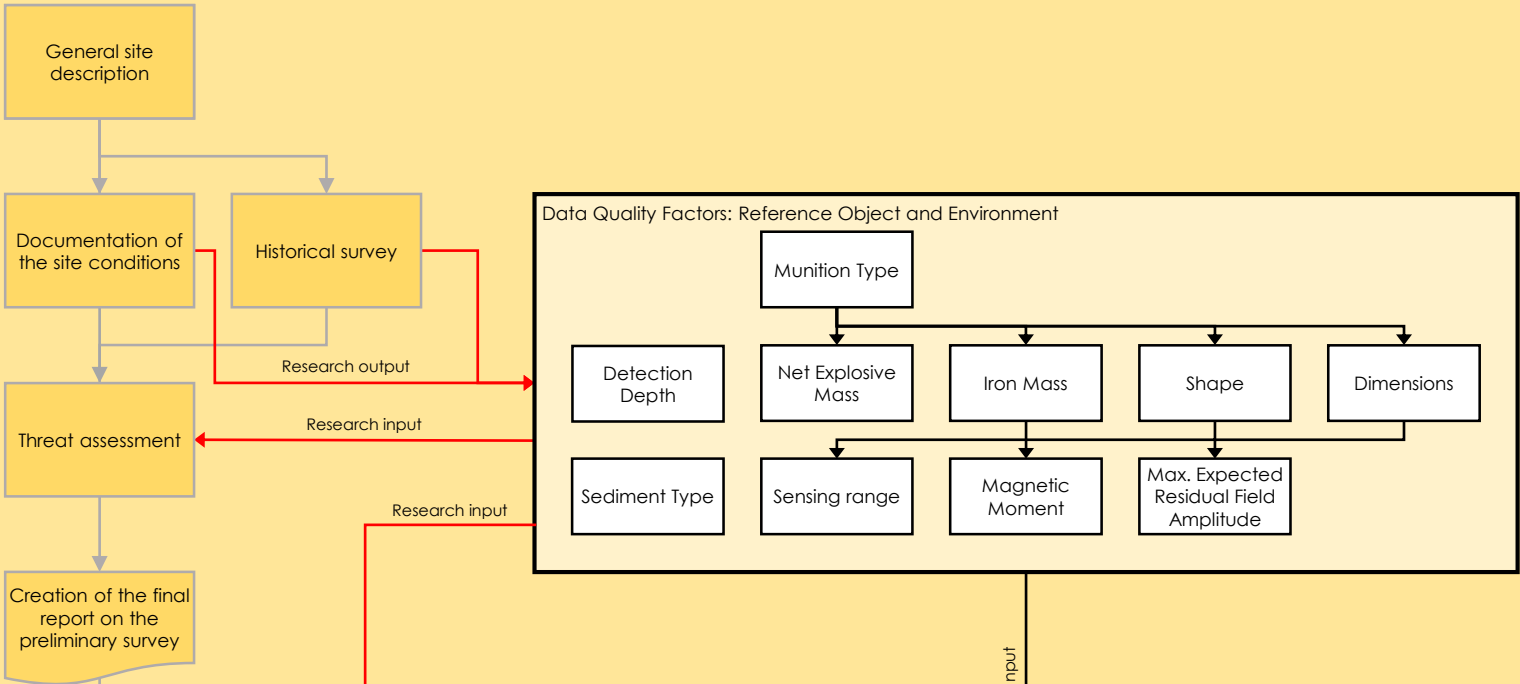 General site
description
Documentation of
the site conditions
Historical survey
Data Quality Factors: Reference Object and Environment
Munition Type
Detection
Depth
Net Explosive
Mass
Iron Mass
Shape
Dimensions
Research output
Research input
Threat assessment
Sediment Type
Sensing range
Magnetic
Moment
Max. Expected
Residual Field
Amplitude
Research input
Creation of the final
report on the
preliminary survey